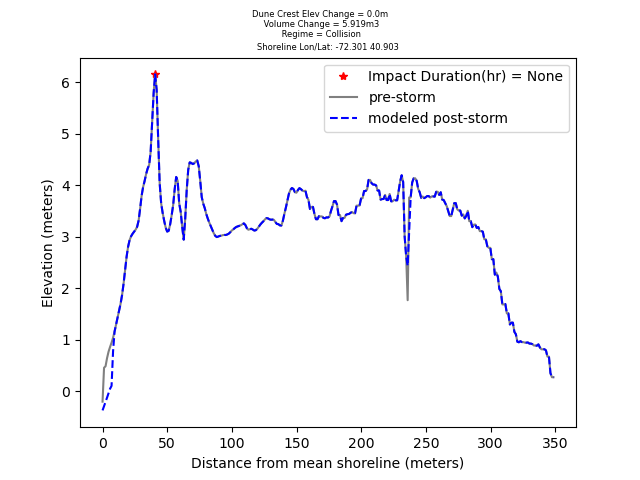 Dune Crest Elev Change = 0.0m
Volume Change = 5.919m3
Regime = Collision
Shoreline Lon/Lat: -72.301 40.903
Impact Duration(hr) = None
pre-storm
modeled post-storm
Elevation (meters)
6
5
4
3
2
1
0
0 50 100 150 200 250 300 350
Distance from mean shoreline (meters)